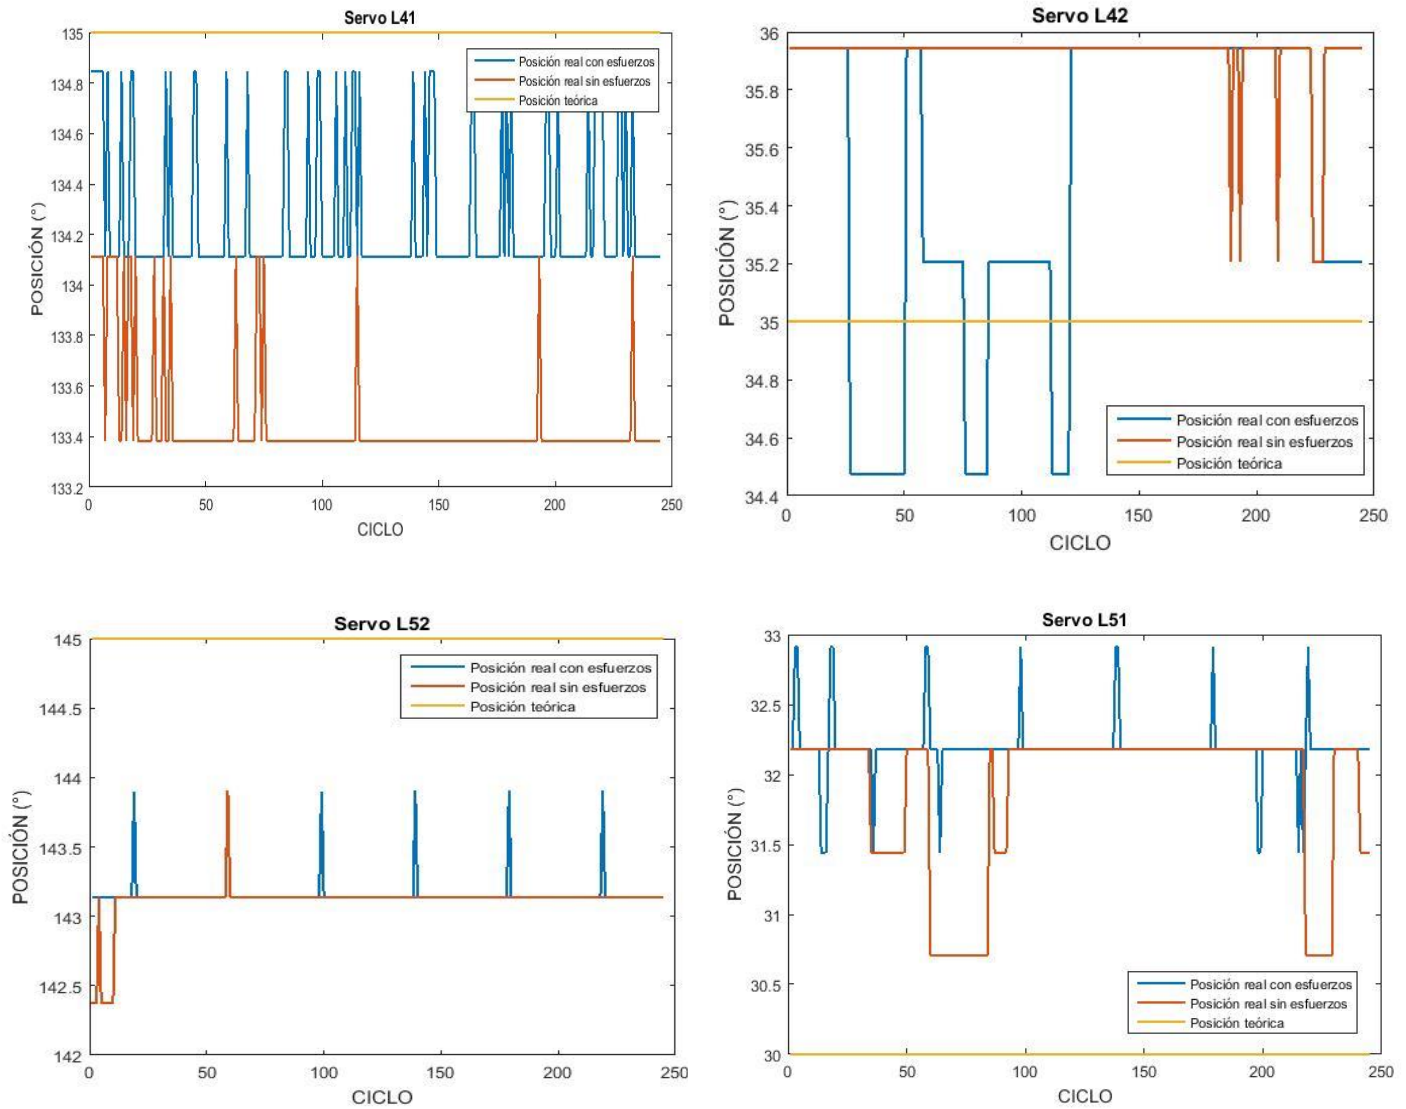 Servo L41
135
134.8
134.6
134.4
134.2
134
133.8
133.6
133.4
133.2
0 50 100 150 200 250
POSICIÓN (°)
CICLO
Posición real con esfuerzos
Posición real sin esfuerzos
Posición teórica
Servo L42
36
35.8
35.6
35.4
35.2
35
34.8
34.6
34.4
0 50 100 150 200 250
POSICIÓN (°)
CICLO
Posición real con esfuerzos
Posición real sin esfuerzos
Posición teórica
Servo L52
145
144.5
144
143.5
143
142.5
142
0 50 100 150 200 250
POSICIÓN (°)
CICLO
Posición real con esfuerzos
Posición real sin esfuerzos
Posición teórica
Servo L51
33
32.5
32
31.5
31
30.5
30
0 50 100 150 200 250
POSICIÓN (°)
CICLO
Posición real con esfuerzos
Posición real sin esfuerzos
Posición teórica